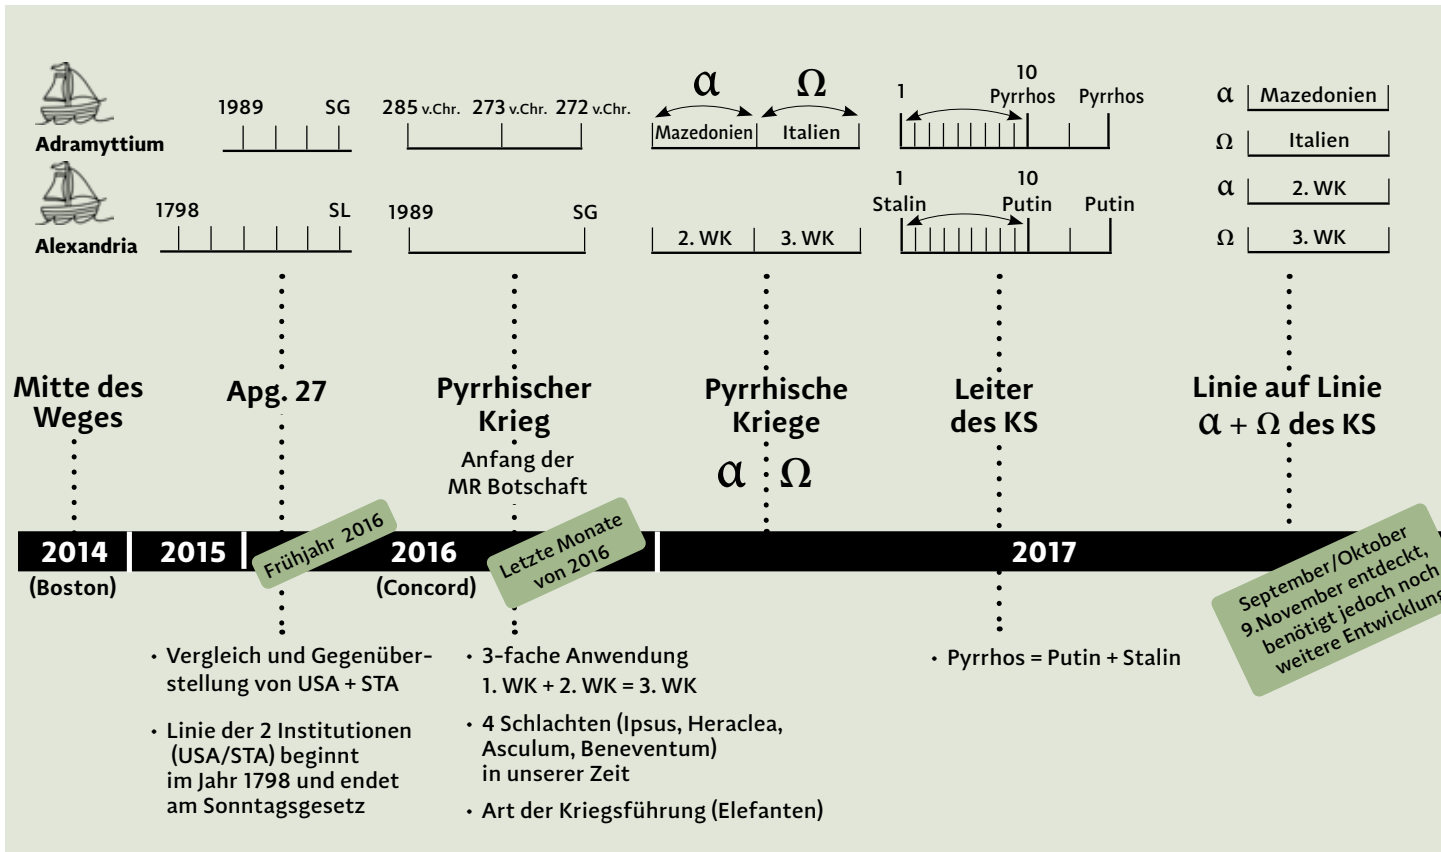 1989 SG
285 v.Chr. 273 v.Chr. 272 v.Chr.
α Ω
Mazedonien Italien
1 10
Pyrrhos Pyrrhos
α Mazedonien
Adramyttium
Ω Italien
1798 SL
1989 SG
2. WK 3. WK
1 10
Stalin Putin Putin
α 2. WK
Alexandria
Ω 3. WK
Mitte des
Weges
Apg. 27
Pyrrhischer
Krieg
Anfang der
MR Botschaft
Pyrrhische
Kriege
α Ω
Leiter
des KS
Linie auf Linie
α + Ω des KS
2014 2015 2016 2017
(Boston)
(Concord)
Frühjahr 2016
Letzte Monate
von 2016
September/Oktober
9.November entdeckt,
benötigt jedoch noch
weitere Entwicklung
• Vergleich und Gegenüber-
stellung von USA + STA
• Linie der 2 Institutionen
(USA/STA) beginnt
im Jahr 1798 und endet
am Sonntagsgesetz
• 3-fache Anwendung
1. WK + 2. WK = 3. WK
• 4 Schlachten (Ipsus, Heraclea,
Asculum, Beneventum)
in unserer Zeit
• Art der Kriegsführung (Elefanten)
• Pyrrhos = Putin + Stalin